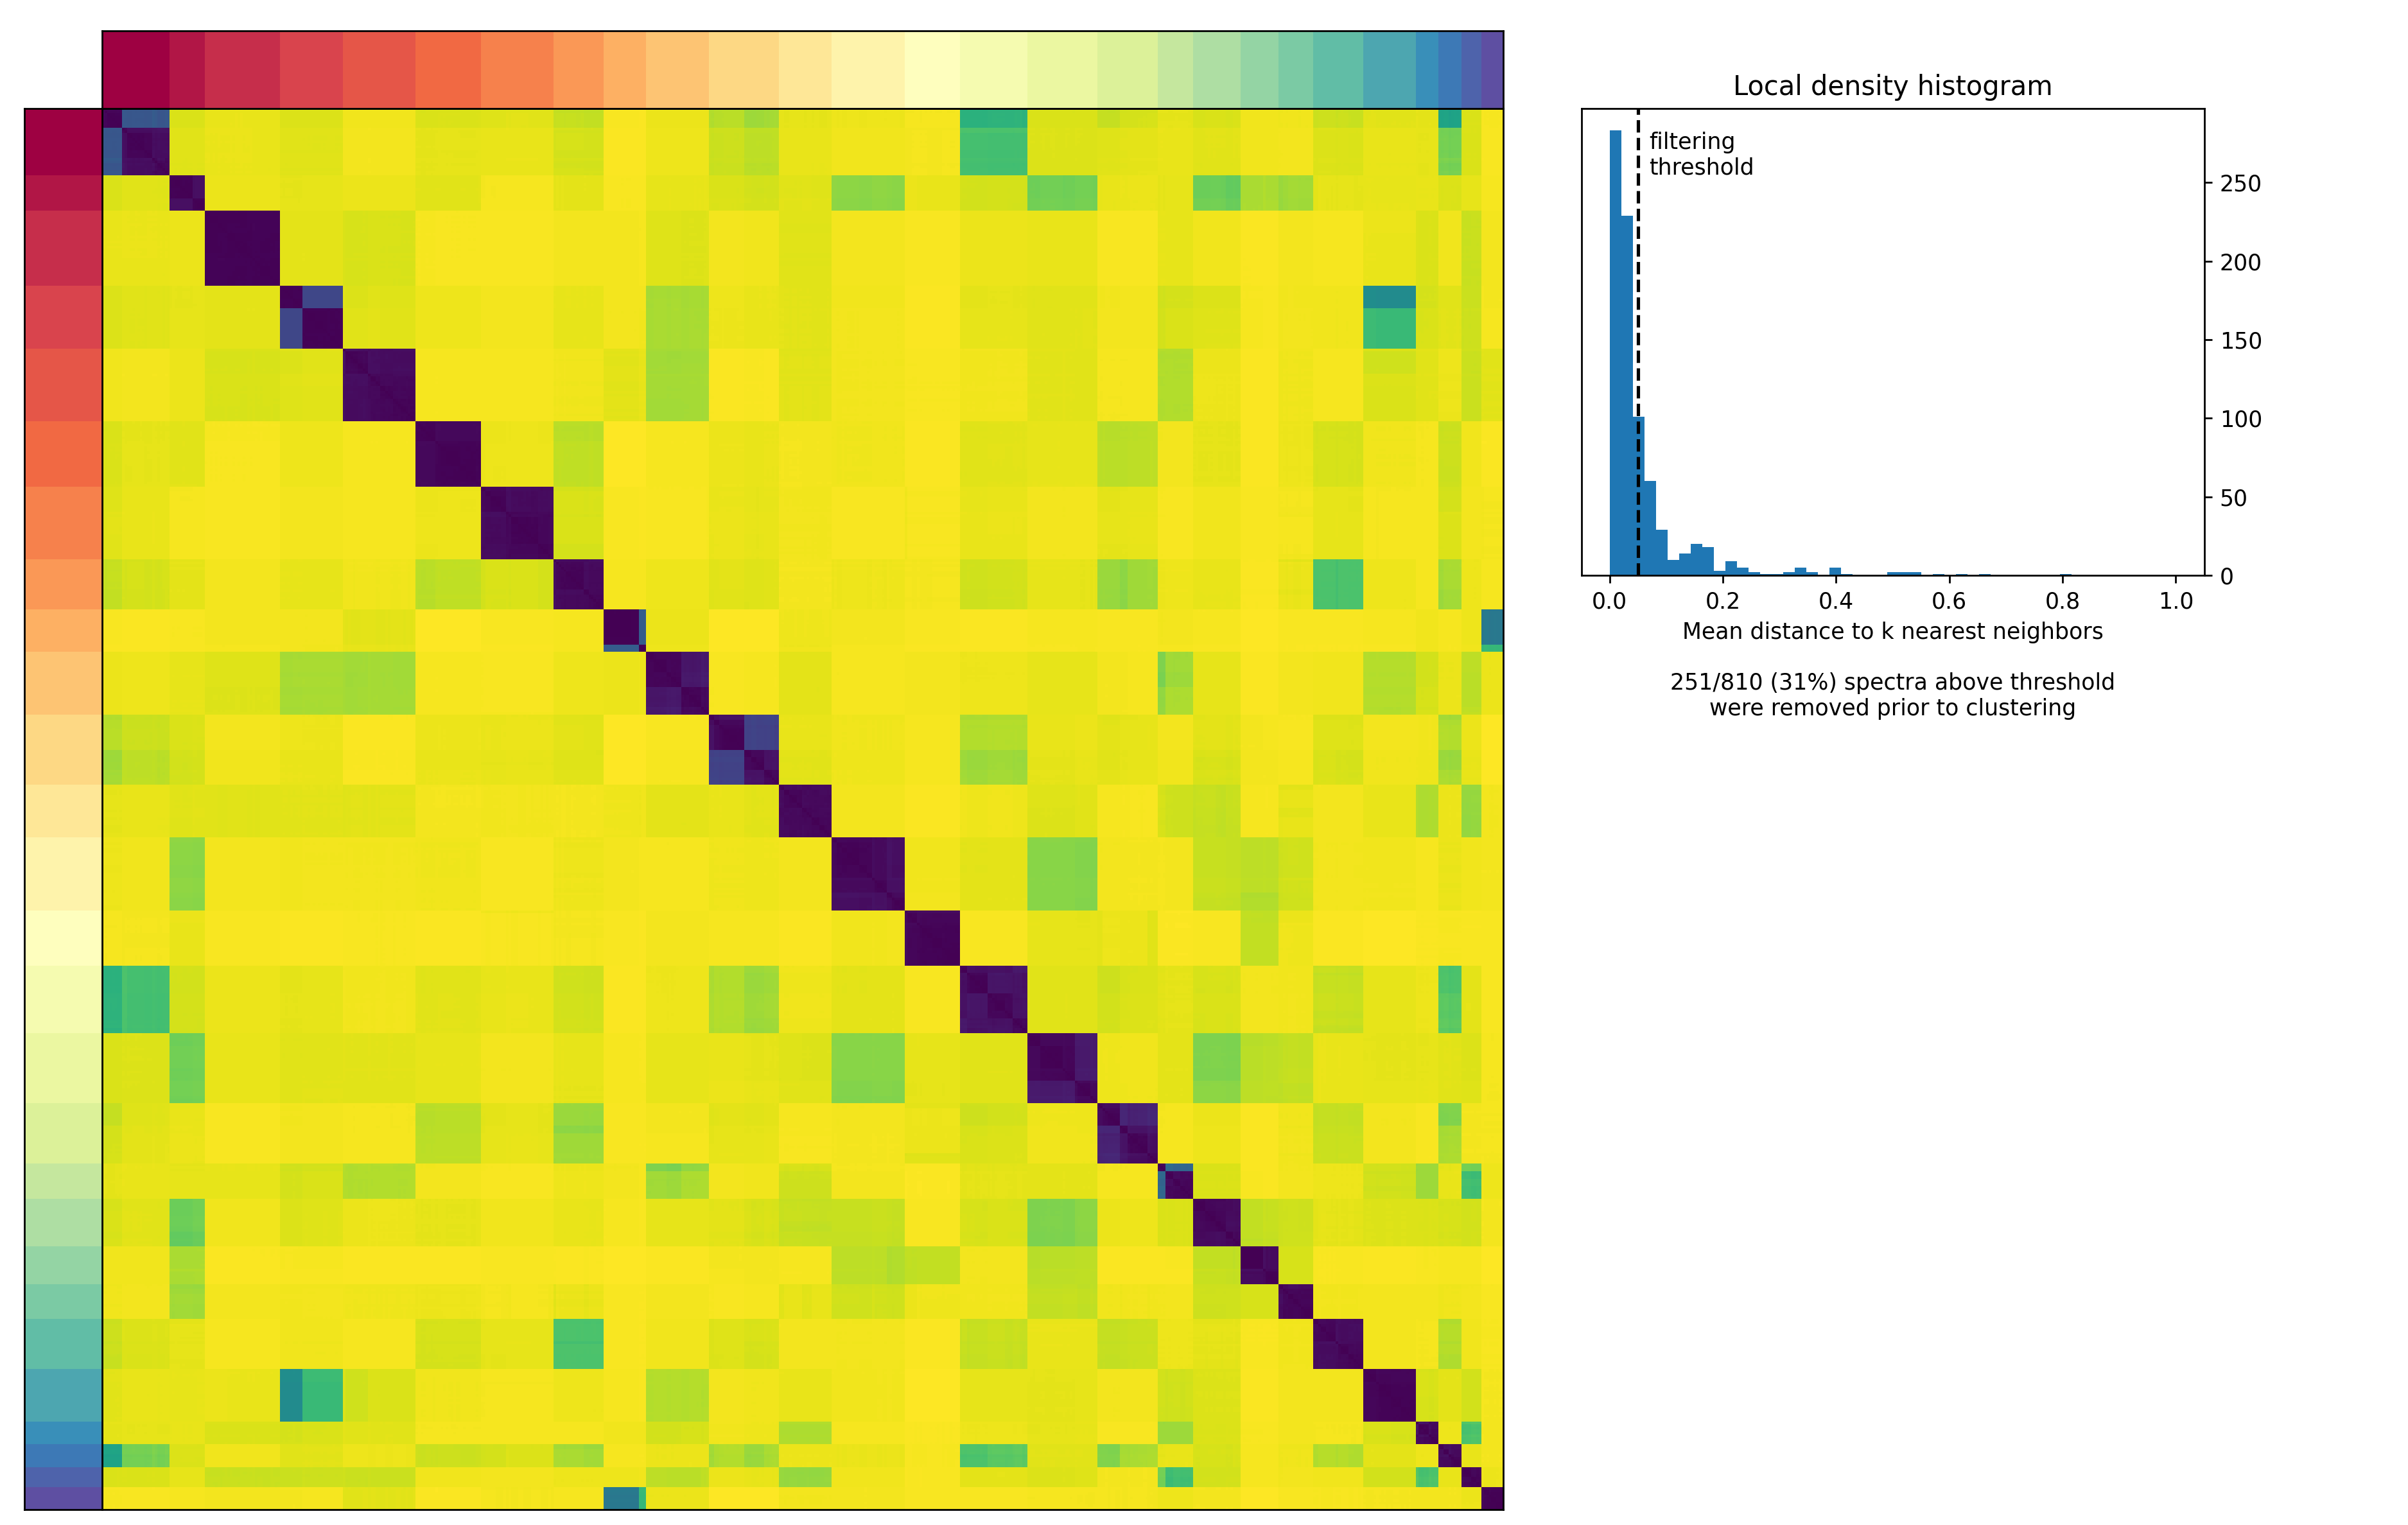 Local density histogram
filtering
threshold
250
200
150
100
50
0
0.0 0.2 0.4 0.6 0.8 1.0
Mean distance to k nearest neighbors
251/810 (31%) spectra above threshold
were removed prior to clustering